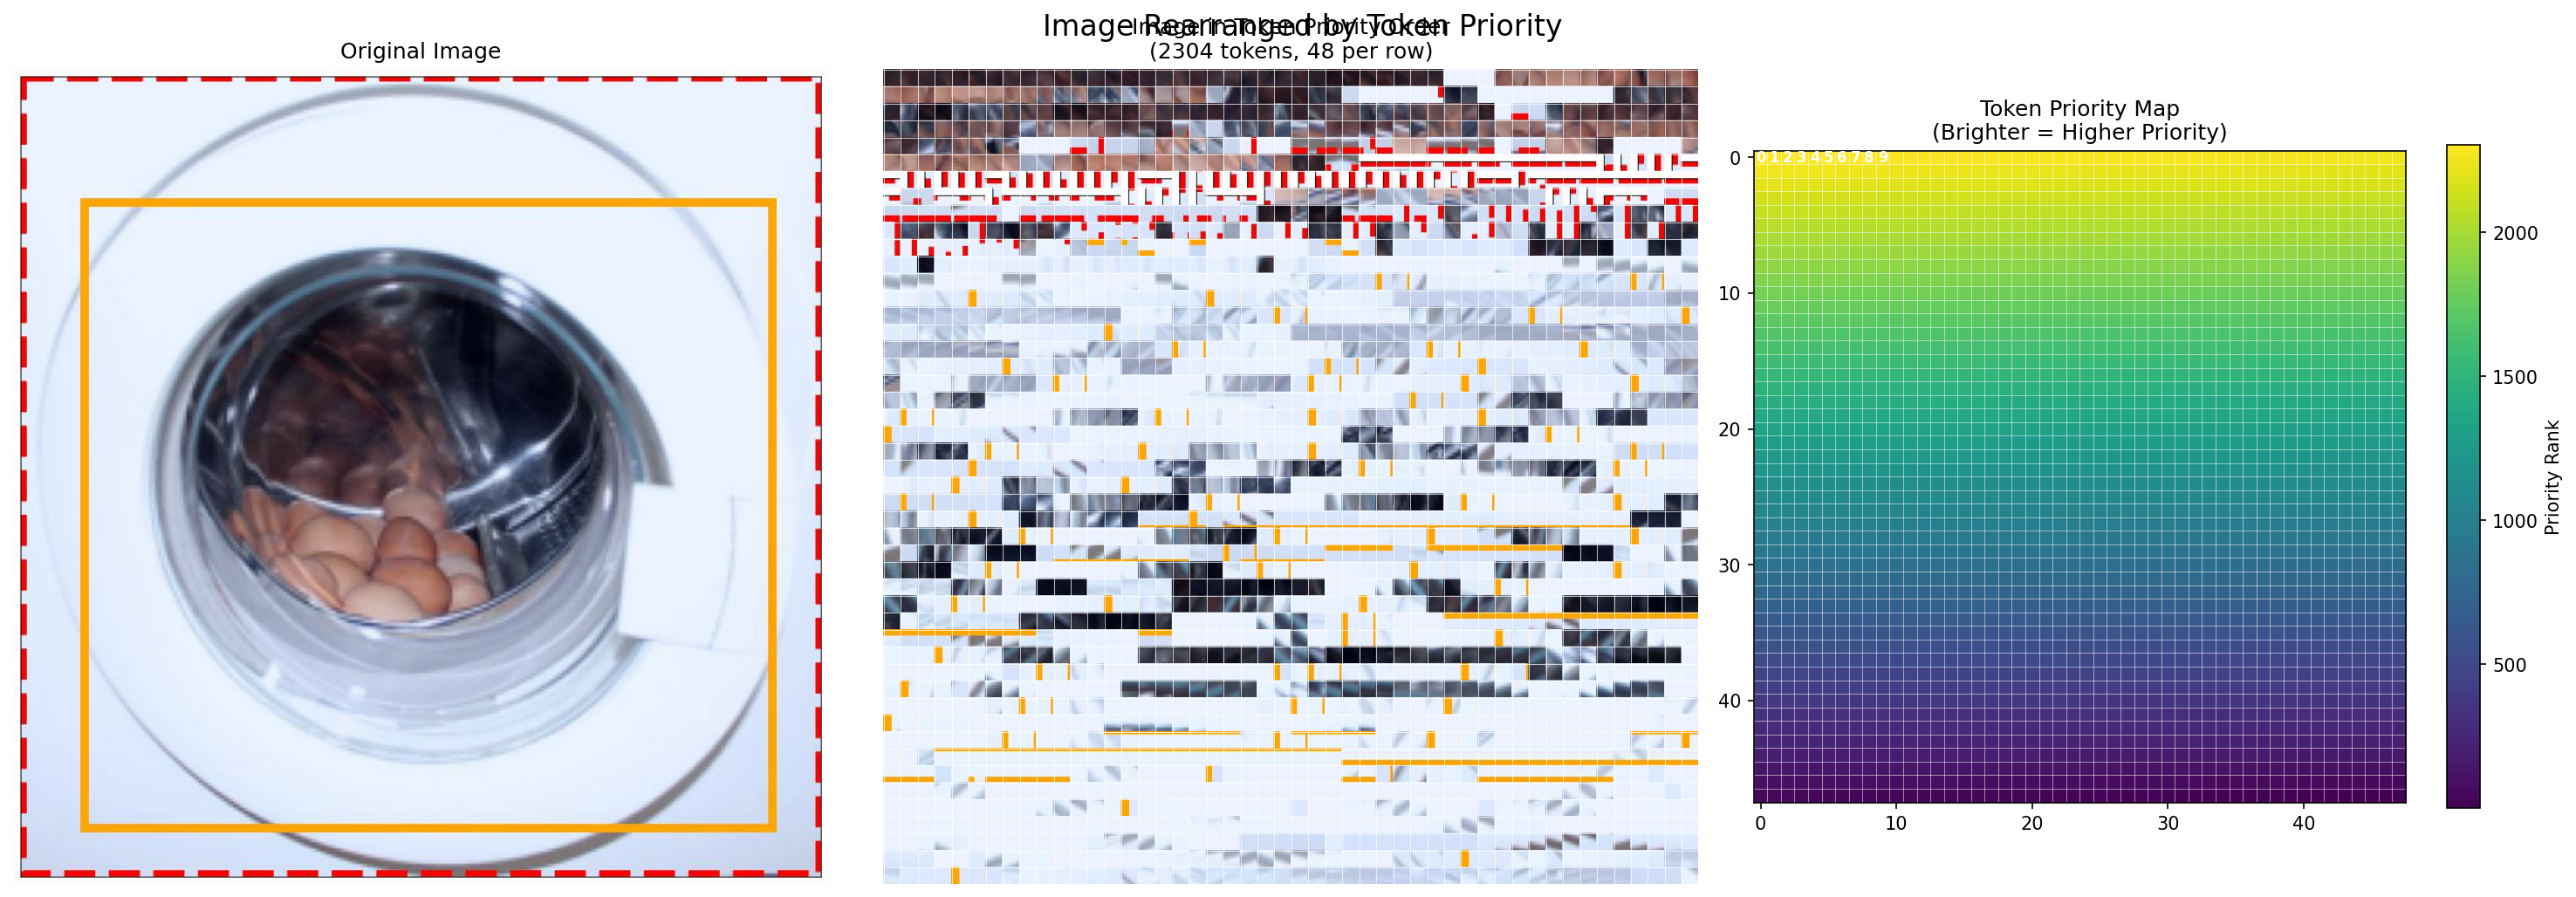 Image Rearranged by Token Priority
Image in Token Priority Order
(2304 tokens, 48 per row)
Original Image
Token Priority Map
(Brighter = Higher Priority)
0 1 2 3 4 5 6 7 8 9
0
10
20
30
40
0
10
20
30
40
2000
1500
1000
500
Priority Rank